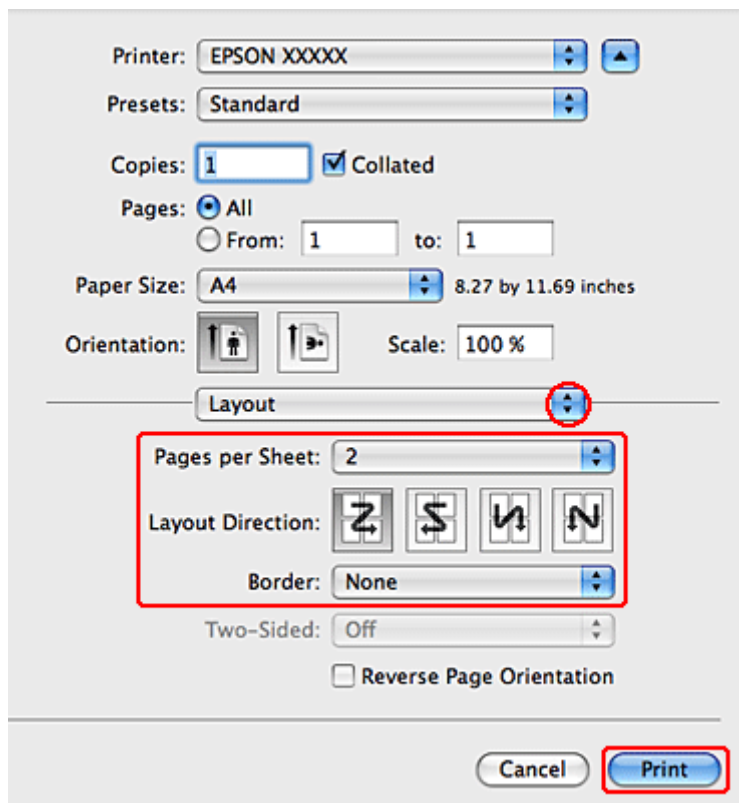 Printer: EPSON XXXXX
Presets: Standard
Copies: 1 Collated
Pages: All
From: 1 to: 1
Paper Size: A4 8.27 by 11.69 inches
Orientation: Scale: 100 %
Layout
Pages per Sheet: 2
Layout Direction:
Border: None
Two-Sided: Off
Reverse Page Orientation
Cancel Print